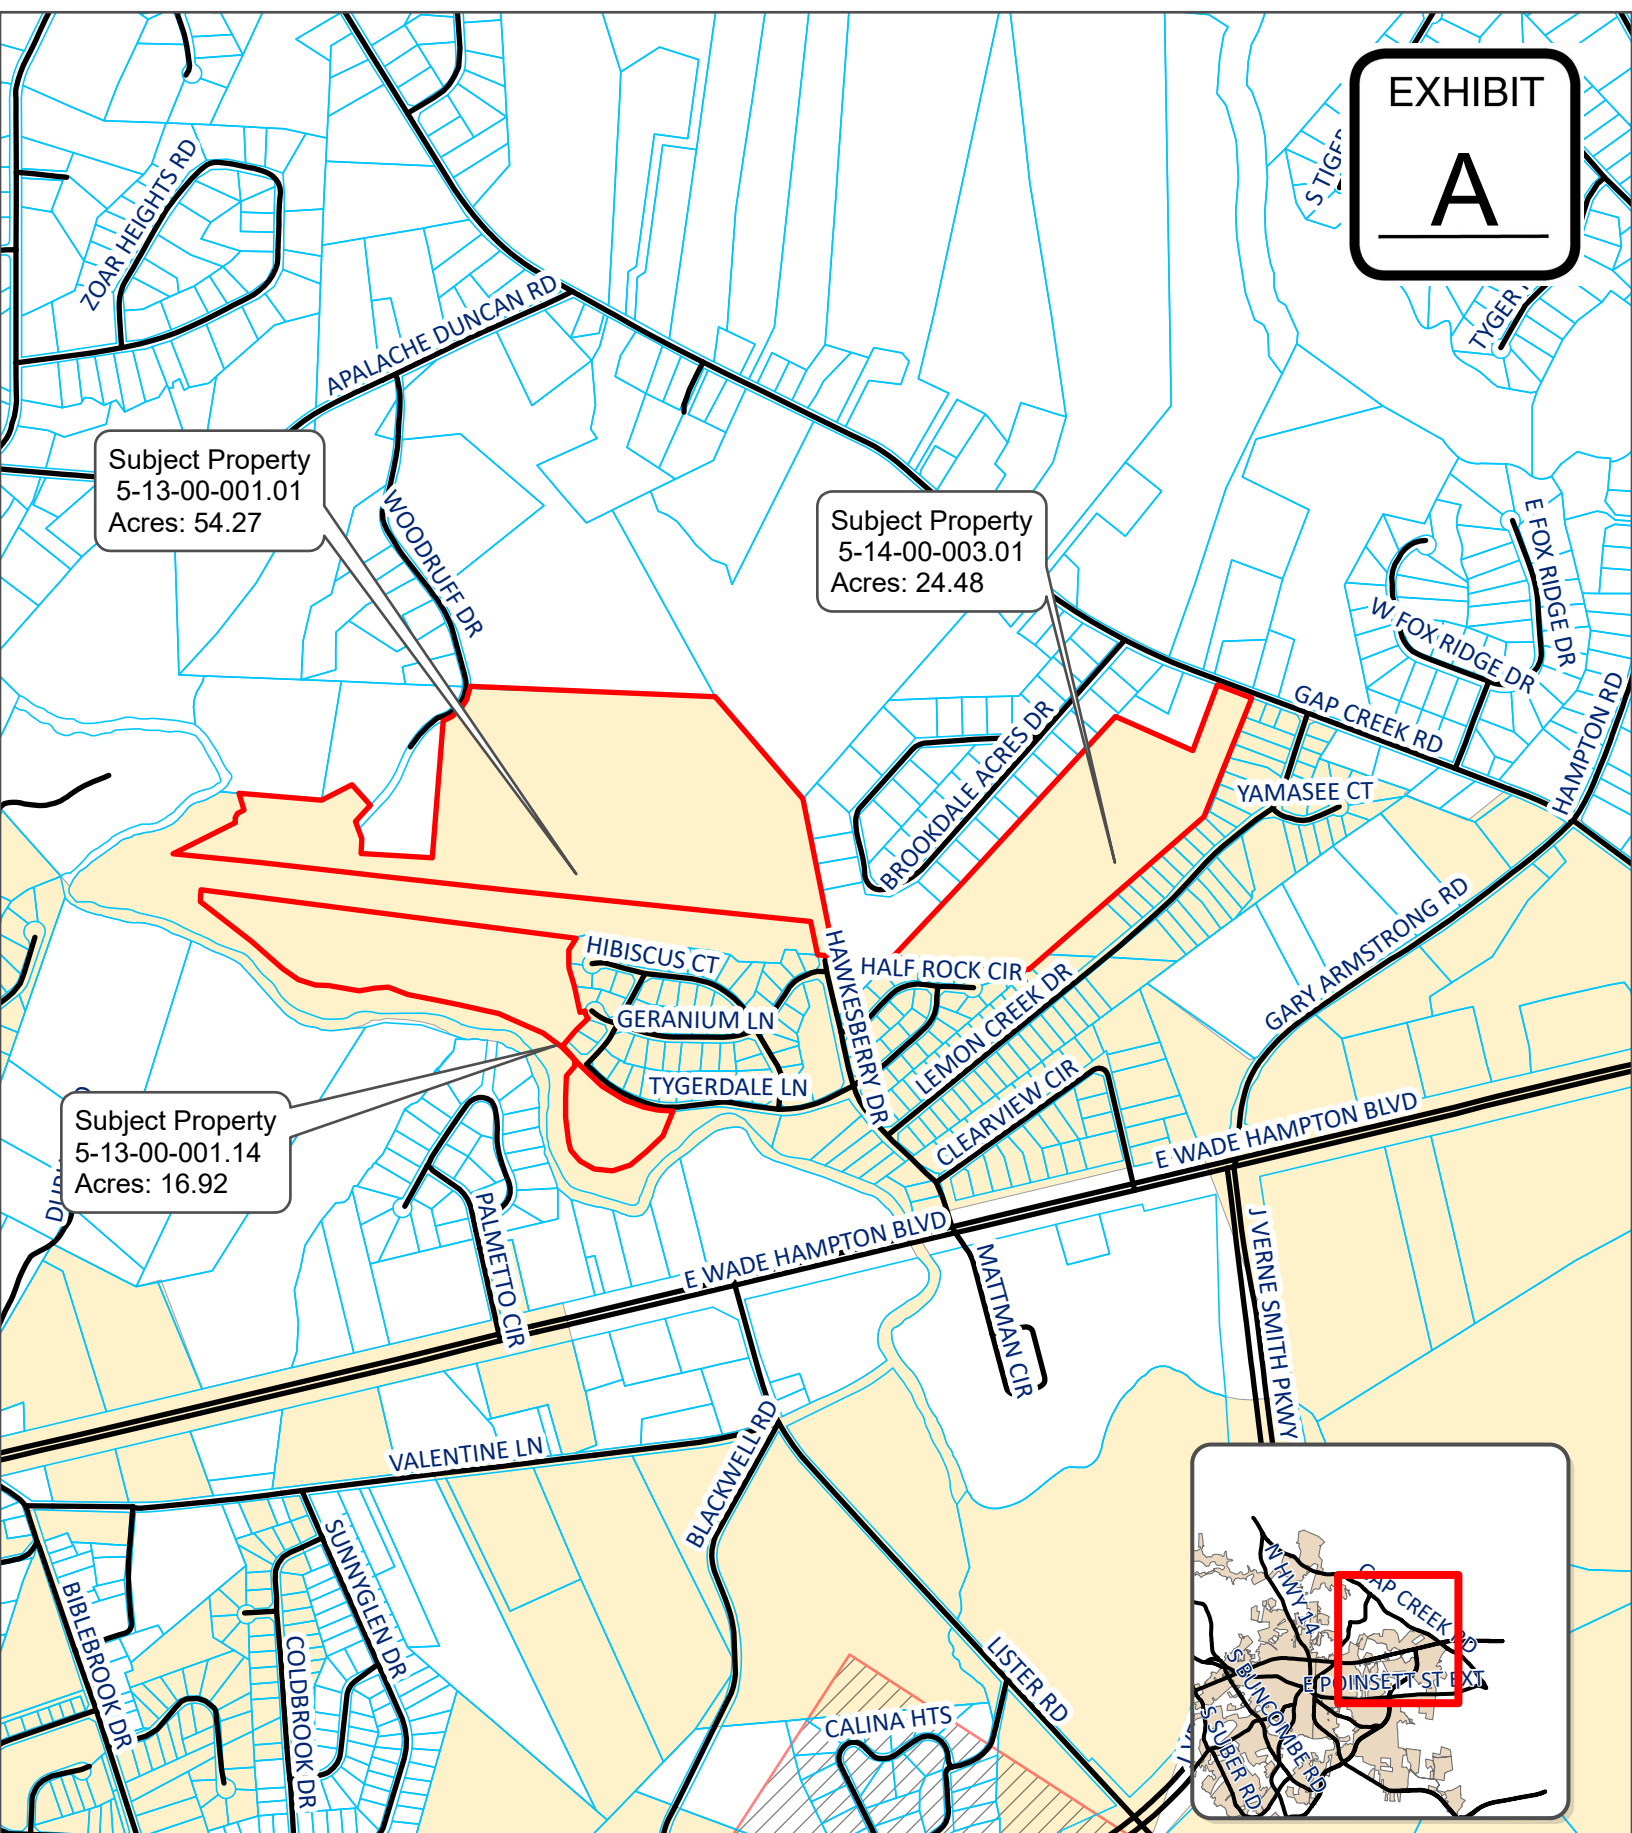 EXHIBIT
A
S TIGER
TYGER
ZOAR HEIGHTS RD
APALACHE DUNCAN RD
Subject Property
5-13-00-001.01
Acres: 54.27
WOODRUFF DR
Subject Property
5-14-00-003.01
Acres: 24.48
E FOX RIDGE DR
W FOX RIDGE DR
GAP CREEK RD
HAMPTON RD
YAMASEE CT
BROOKDALE ACRES DR
HIBISCUS CT
HAWKESBERRY DR
HALF ROCK CIR
GERANIUM LN
LEMON CREEK DR
GARY ARMSTRONG RD
TYGERDALE LN
CLEARVIEW CIR
E WADE HAMPTON BLVD
Subject Property
5-13-00-001.14
Acres: 16.92
PALMETTO CIR
E WADE HAMPTON BLVD
MATTMAN CIR
J VERNE SMITH PKWY
VALENTINE LN
BLACKWELL RD
SUNNYGLEN DR
BIBLEBROOK DR
COLDBROOK DR
LISTER RD
CALINA HTS
N HWY 14
GAP CREEK RD
E POINSETT ST EXT
S BUNCOMBE RD
S SUBER RD